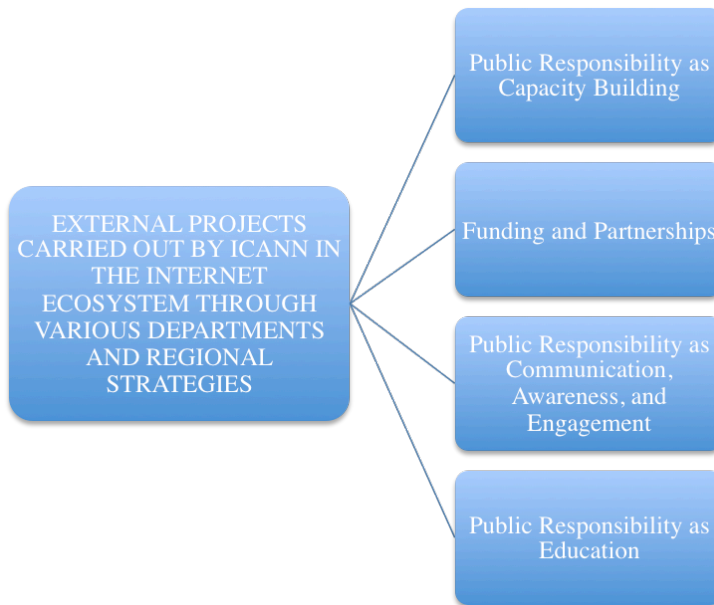 EXTERNAL PROJECTS
CARRIED OUT BY ICANN IN
THE INTERNET
ECOSYSTEM THROUGH
VARIOUS DEPARTMENTS
AND REGIONAL
STRATEGIES
Public Responsibility as
Capacity Building
Funding and Partnerships
Public Responsibility as
Communication,
Awareness, and
Engagement
Public Responsibility as
Education